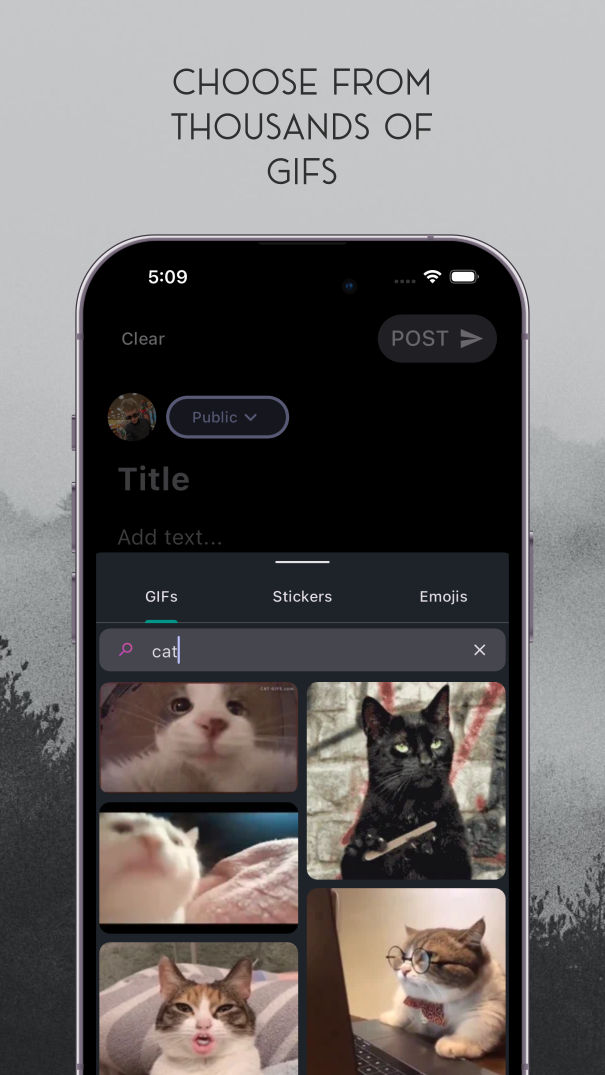 CHOOSE FROM
THOUSANDS OF
GIFS
5:09
Clear
POST
Public
Title
Add text...
GIFs Stickers Emojis
cat
CAT-GIFS.com